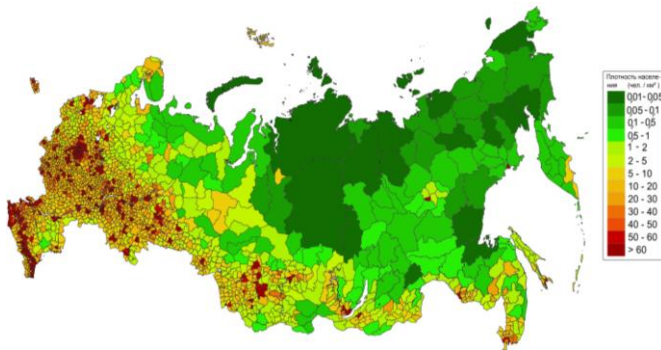 Плотность населе-
ния (чел. / км²)
0,01 - 0,05
0,05 - 0,1
0,1 - 0,5
0,5 - 1
1 - 2
2 - 5
5 - 10
10 - 20
20 - 30
30 - 40
40 - 50
50 - 60
> 60